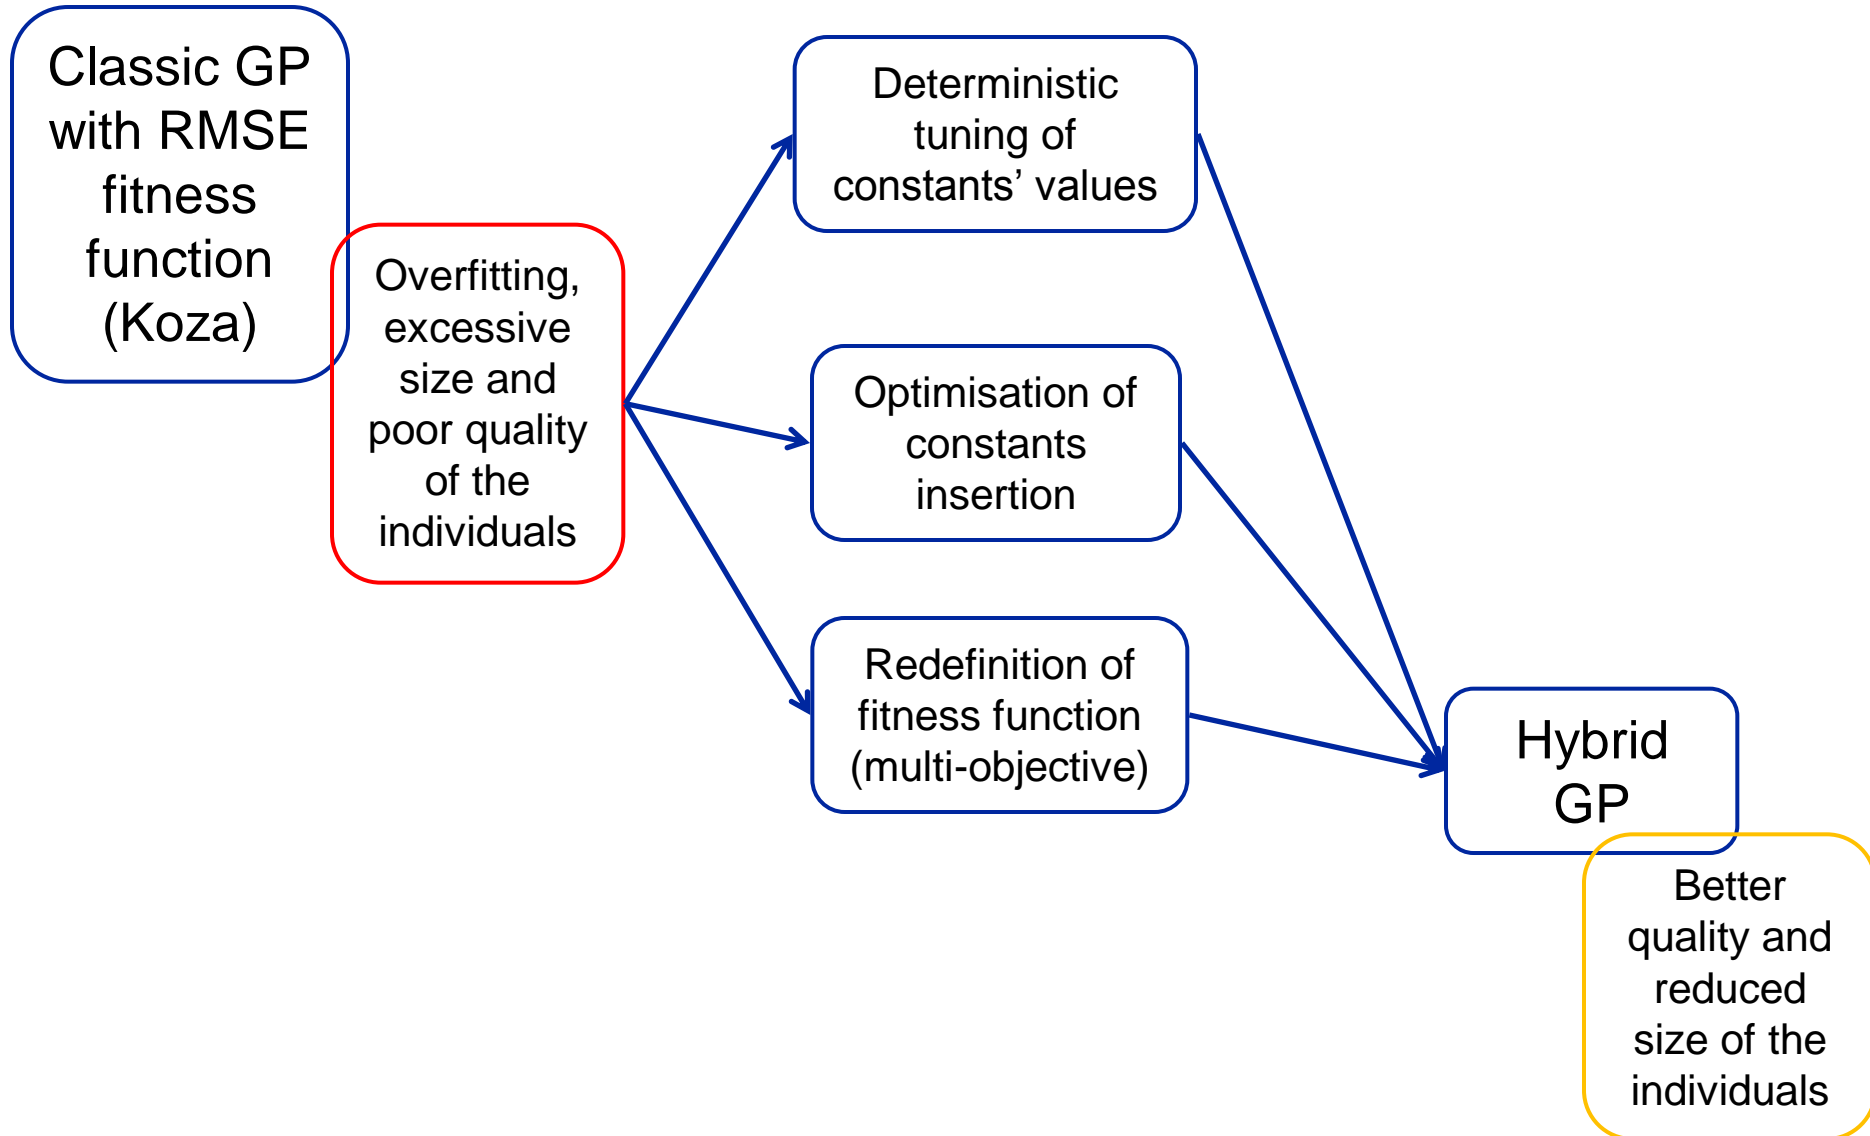 Classic GP
with RMSE
fitness
function
(Koza)
Overfitting,
excessive
size and
poor quality
of the
individuals
Deterministic
tuning of
constants’ values
Optimisation of
constants
insertion
Redefinition of
fitness function
(multi-objective)
Hybrid
GP
Better
quality and
reduced
size of the
individuals